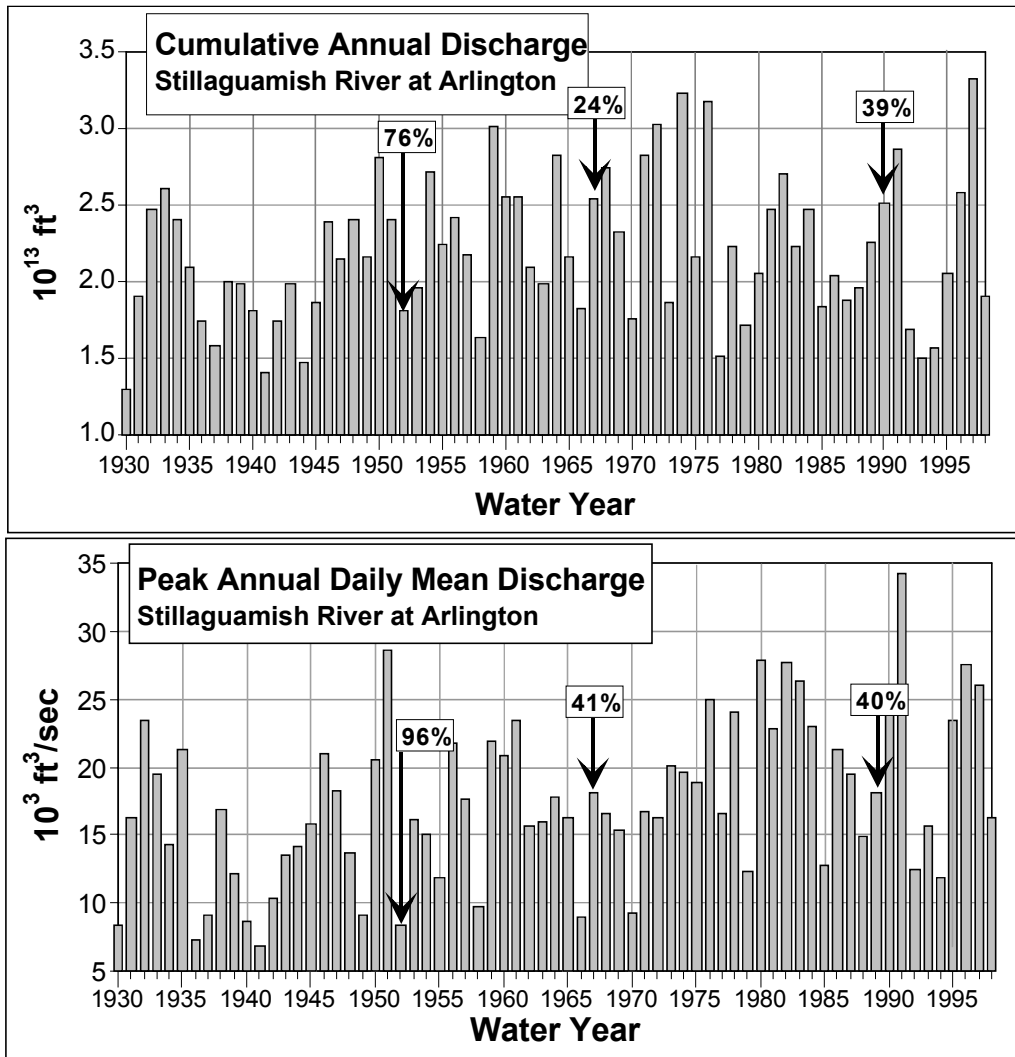 Cumulative Annual Discharge
Stillaguamish River at Arlington
3.5
3.0
2.5
2.0
1.5
1.0
10¹³ ft³
76%
24%
39%
1930 1935 1940 1945 1950 1955 1960 1965 1970 1975 1980 1985 1990 1995
Water Year
Peak Annual Daily Mean Discharge
Stillaguamish River at Arlington
35
30
25
20
15
10
5
10³ ft³/sec
96%
41%
40%
1930 1935 1940 1945 1950 1955 1960 1965 1970 1975 1980 1985 1990 1995
Water Year